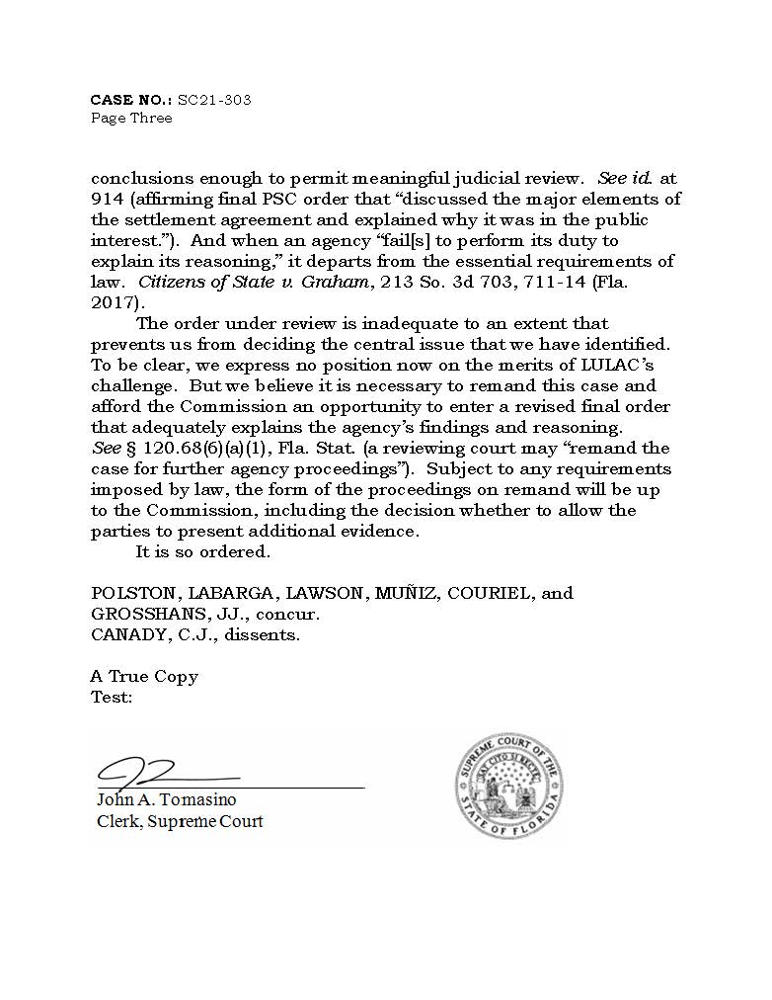 CASE NO.: SC21-303
Page Three
conclusions enough to permit meaningful judicial review.  See id. at
914 (affirming final PSC order that “discussed the major elements of
the settlement agreement and explained why it was in the public
interest.”).  And when an agency “fail[s] to perform its duty to
explain its reasoning,” it departs from the essential requirements of
law.  Citizens of State v. Graham, 213 So. 3d 703, 711-14 (Fla.
2017).
The order under review is inadequate to an extent that
prevents us from deciding the central issue that we have identified.
To be clear, we express no position now on the merits of LULAC’s
challenge.  But we believe it is necessary to remand this case and
afford the Commission an opportunity to enter a revised final order
that adequately explains the agency’s findings and reasoning.
See § 120.68(6)(a)(1), Fla. Stat. (a reviewing court may “remand the
case for further agency proceedings”).  Subject to any requirements
imposed by law, the form of the proceedings on remand will be up
to the Commission, including the decision whether to allow the
parties to present additional evidence.
It is so ordered.
POLSTON, LABARGA, LAWSON, MUÑIZ, COURIEL, and
GROSSHANS, JJ., concur.
CANADY, C.J., dissents.
A True Copy
Test:
John A. Tomasino
Clerk, Supreme Court
SUPREME COURT OF THE
STATE OF FLORIDA